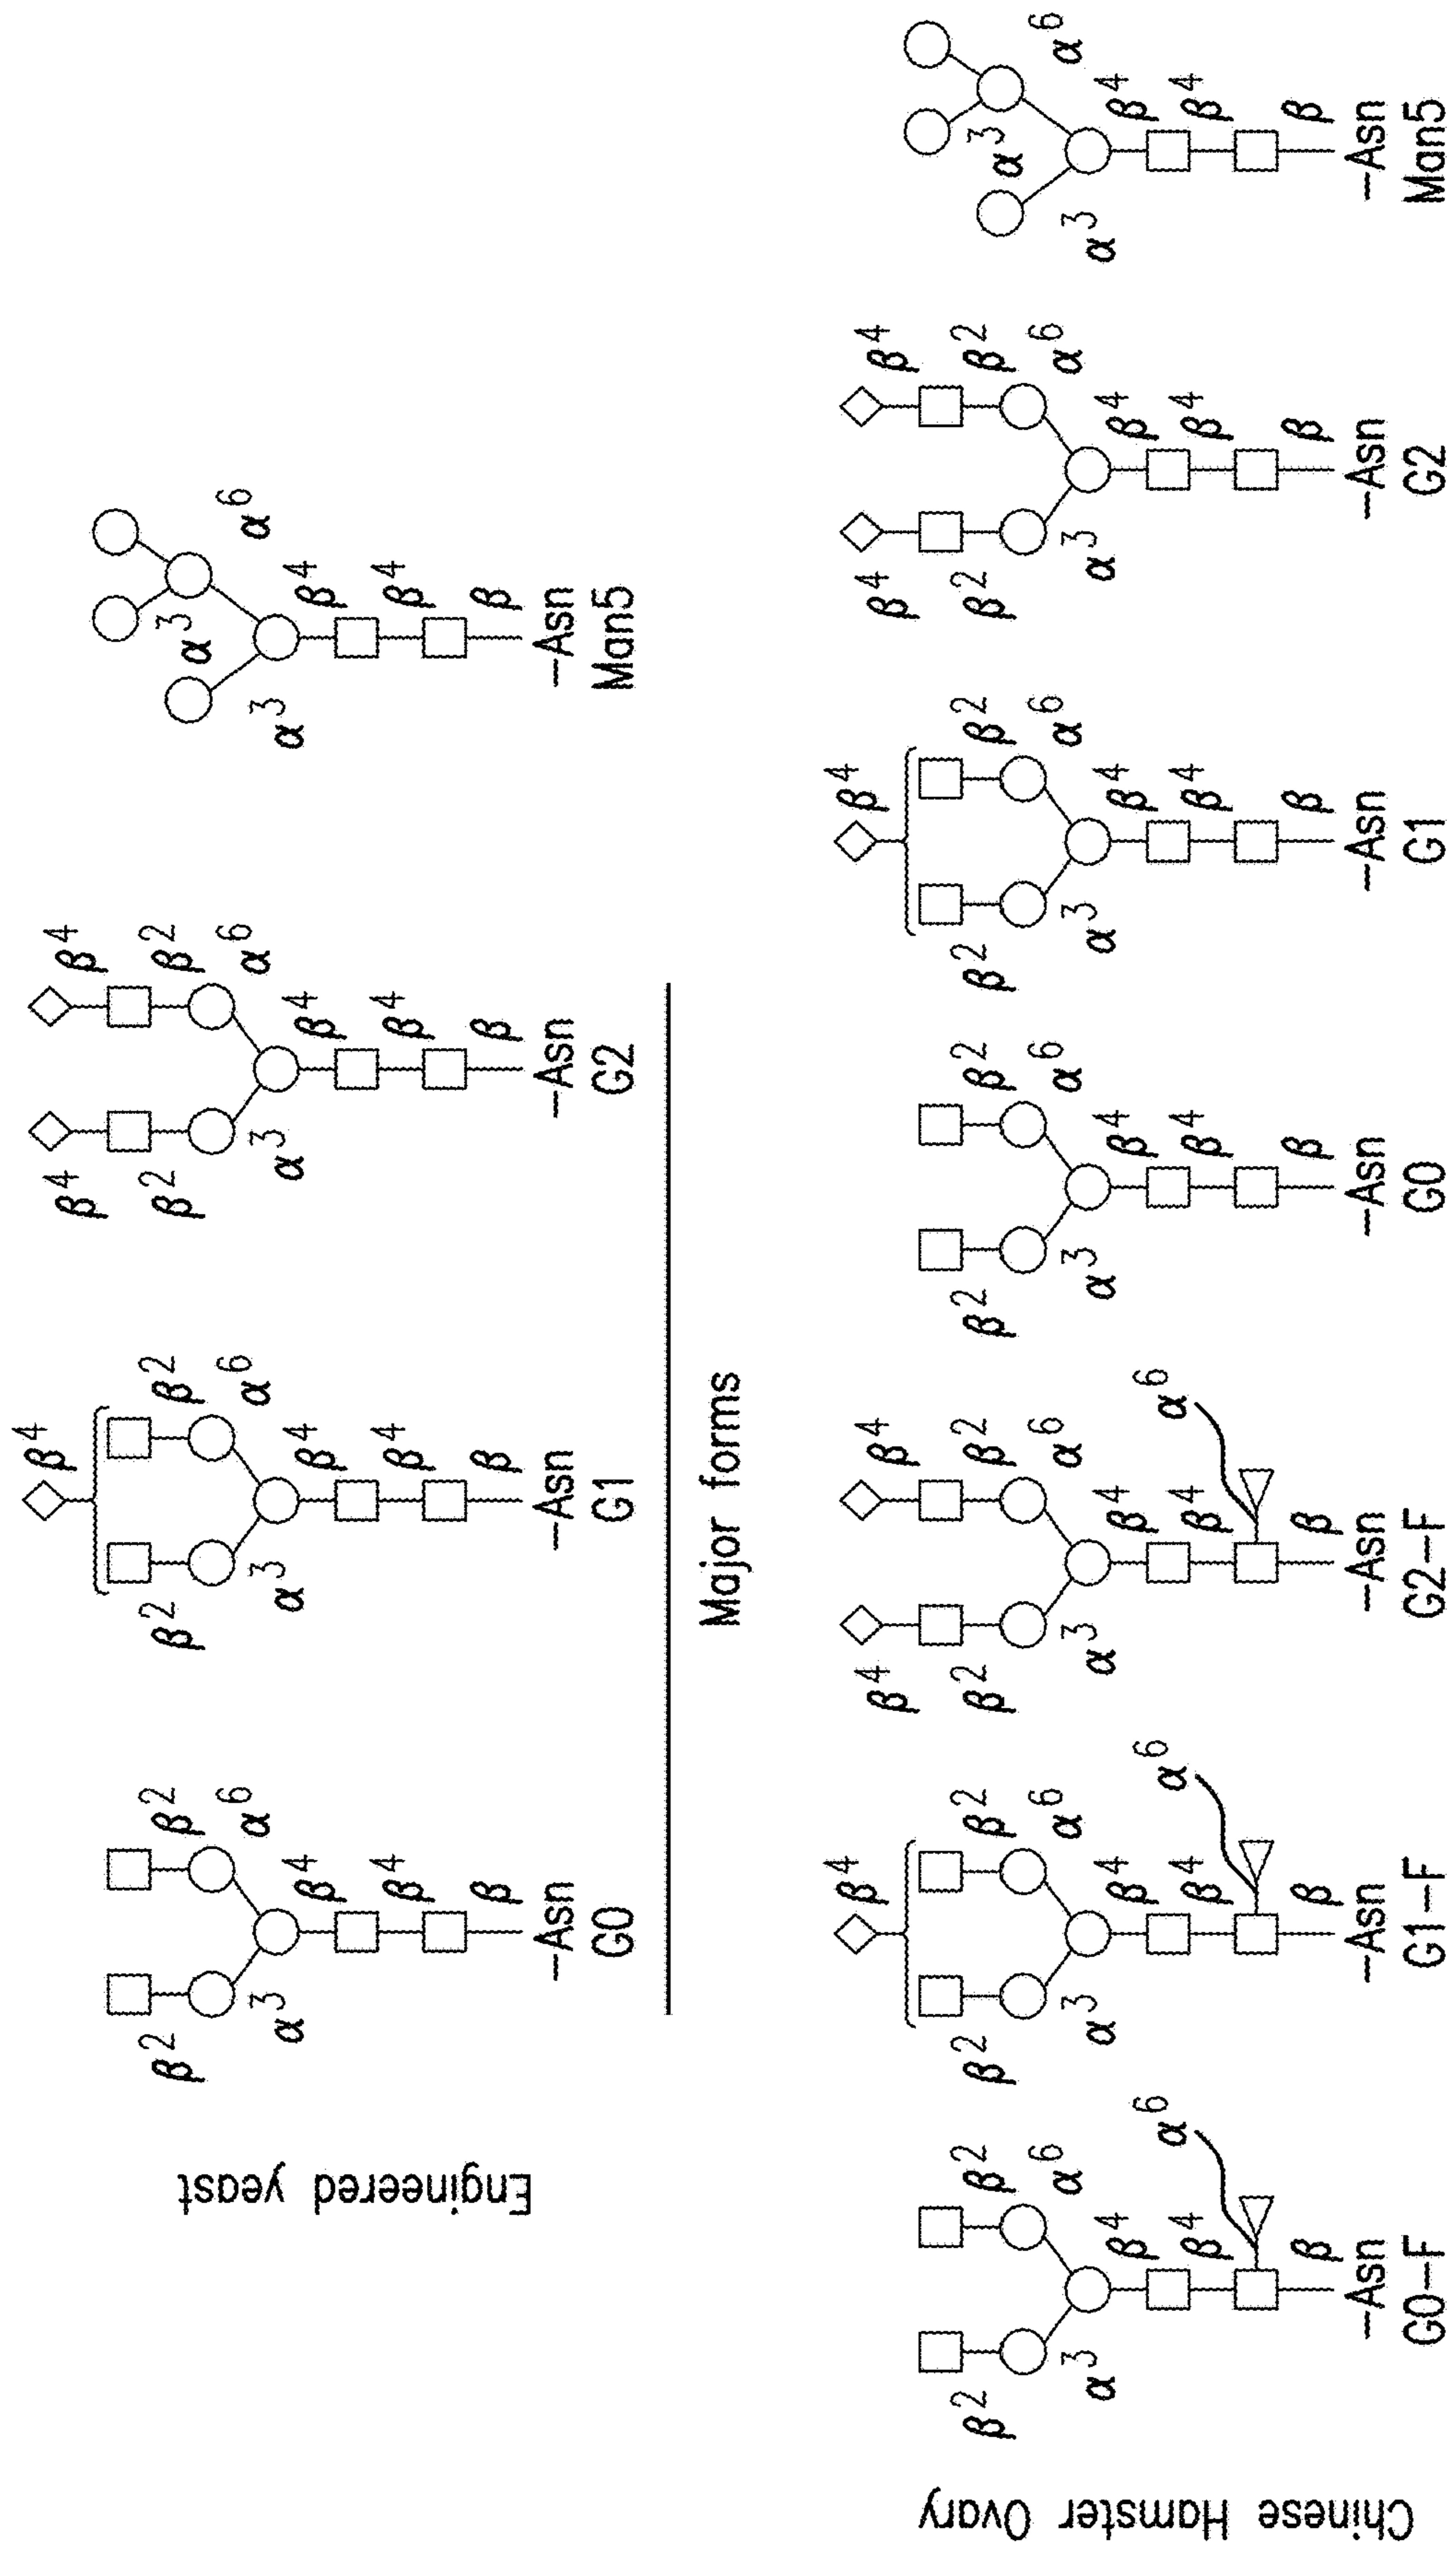 Engineered yeast
β4
β4 β4
β2 β2 β2 β2 β2 β2 α3
α6 α6 α6 α6
α3 α3 α3 α3
β4 β4 β4 β4
β4 β4 β4 β4
β β β β
–Asn –Asn –Asn –Asn
G0 G1 G2 Man5
Major forms
Chinese Hamster Ovary
β4 β4
β4 β4 β4 β4
β2 β2 β2 β2 β2 β2 β2 β2 β2 β2 β2 β2 α3
α6 α6 α6 α6 α6 α6 α6
α3 α3 α3 α3 α3 α3 α3
β4 β4 β4 β4 β4 β4 β4
α6 α6 α6
β4 β4 β4 β4 β4 β4 β4
β β β β β β β
–Asn –Asn –Asn –Asn –Asn –Asn –Asn
G0–F G1–F G2–F G0 G1 G2 Man5